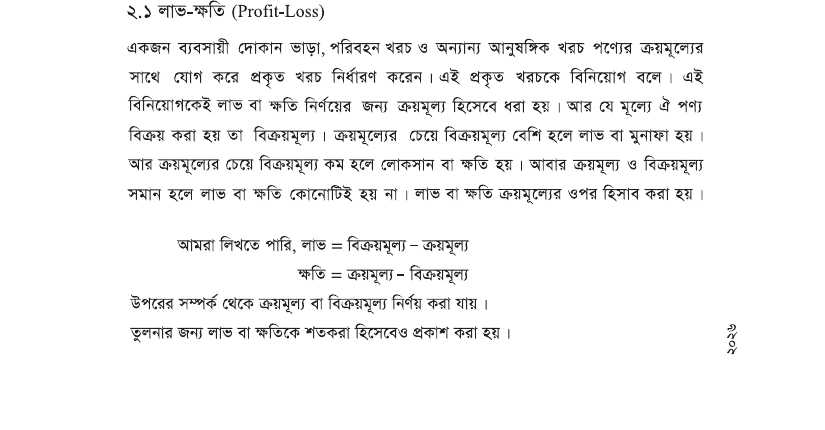 ২.১ লাভ-ক্ষতি (Profit-Loss)
একজন ব্যবসায়ী দোকান ভাড়া, পরিবহন খরচ ও অন্যান্য আনুষঙ্গিক খরচ পণ্যের ক্রয়মূল্যের
সাথে যোগ করে প্রকৃত খরচ নির্ধারণ করেন। এই প্রকৃত খরচকে বিনিয়োগ বলে। এই
বিনিয়োগকেই লাভ বা ক্ষতি নির্ণয়ের জন্য ক্রয়মূল্য হিসেবে ধরা হয়। আর যে মূল্যে ঐ পণ্য
বিক্রয় করা হয় তা বিক্রয়মূল্য। ক্রয়মূল্যের চেয়ে বিক্রয়মূল্য বেশি হলে লাভ বা মুনাফা হয়।
আর ক্রয়মূল্যের চেয়ে বিক্রয়মূল্য কম হলে লোকসান বা ক্ষতি হয়। আবার ক্রয়মূল্য ও বিক্রয়মূল্য
সমান হলে লাভ বা ক্ষতি কোনোটিই হয় না। লাভ বা ক্ষতি ক্রয়মূল্যের ওপর হিসাব করা হয়।
আমরা লিখতে পারি, লাভ = বিক্রয়মূল্য – ক্রয়মূল্য
ক্ষতি = ক্রয়মূল্য – বিক্রয়মূল্য
উপরের সম্পর্ক থেকে ক্রয়মূল্য বা বিক্রয়মূল্য নির্ণয় করা যায়।
তুলনার জন্য লাভ বা ক্ষতিকে শতকরা হিসেবেও প্রকাশ করা হয়।
২০২৬